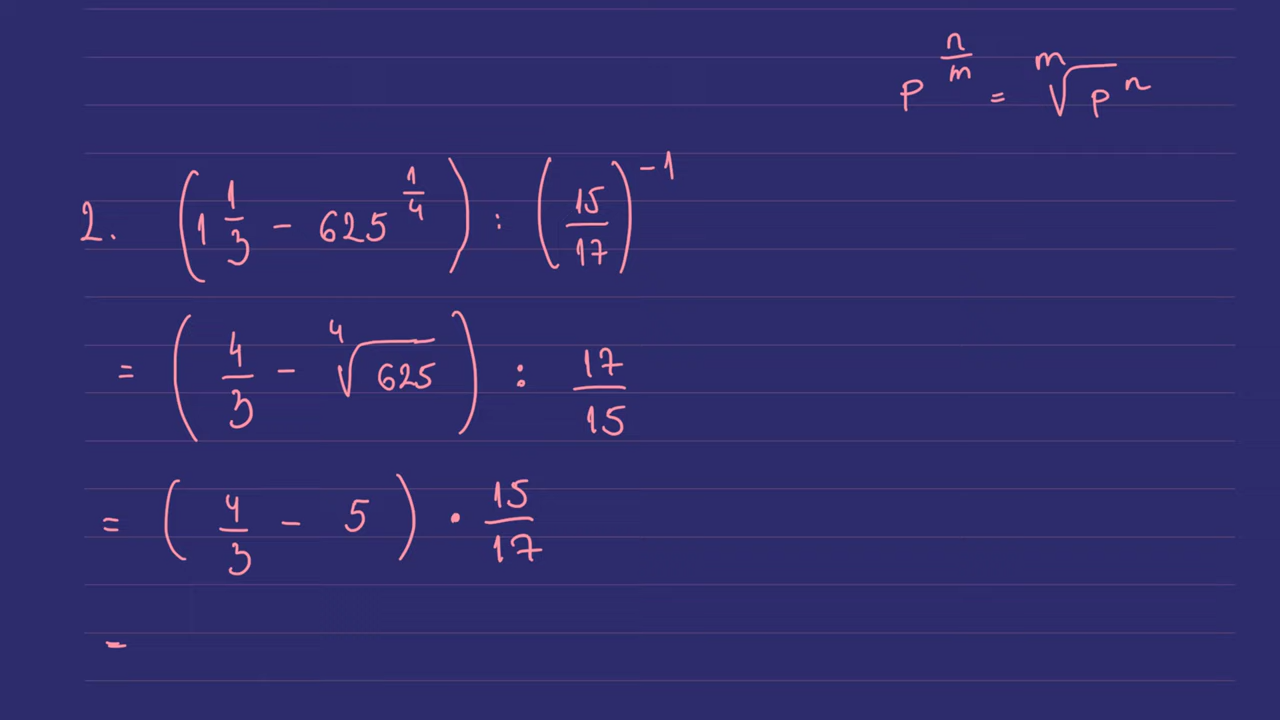 p^(n/m) = ᵐ√pⁿ
2. (1 1/3 - 625^(1/4)) : (15/17)^-1
= (4/3 - ⁴√625) : 17/15
= (4/3 - 5) · 15/17
-